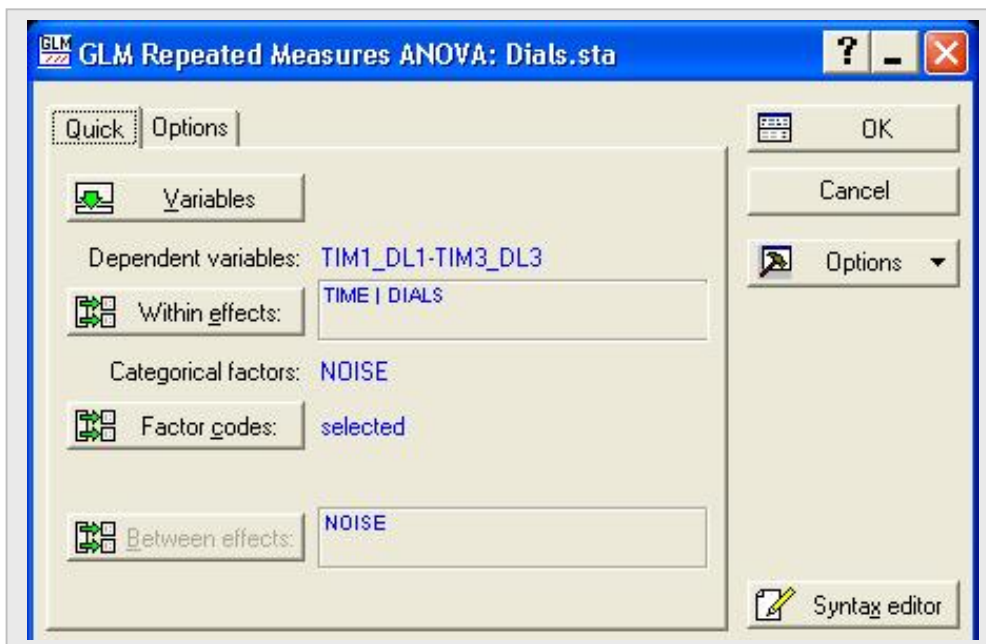 GLM GLM Repeated Measures ANOVA: Dials.sta ?
Quick Options
OK
Variables
Cancel
Dependent variables: TIM1_DL1-TIM3_DL3
Options
Within effects: TIME | DIALS
Categorical factors: NOISE
Factor codes: selected
Between effects: NOISE
Syntax editor